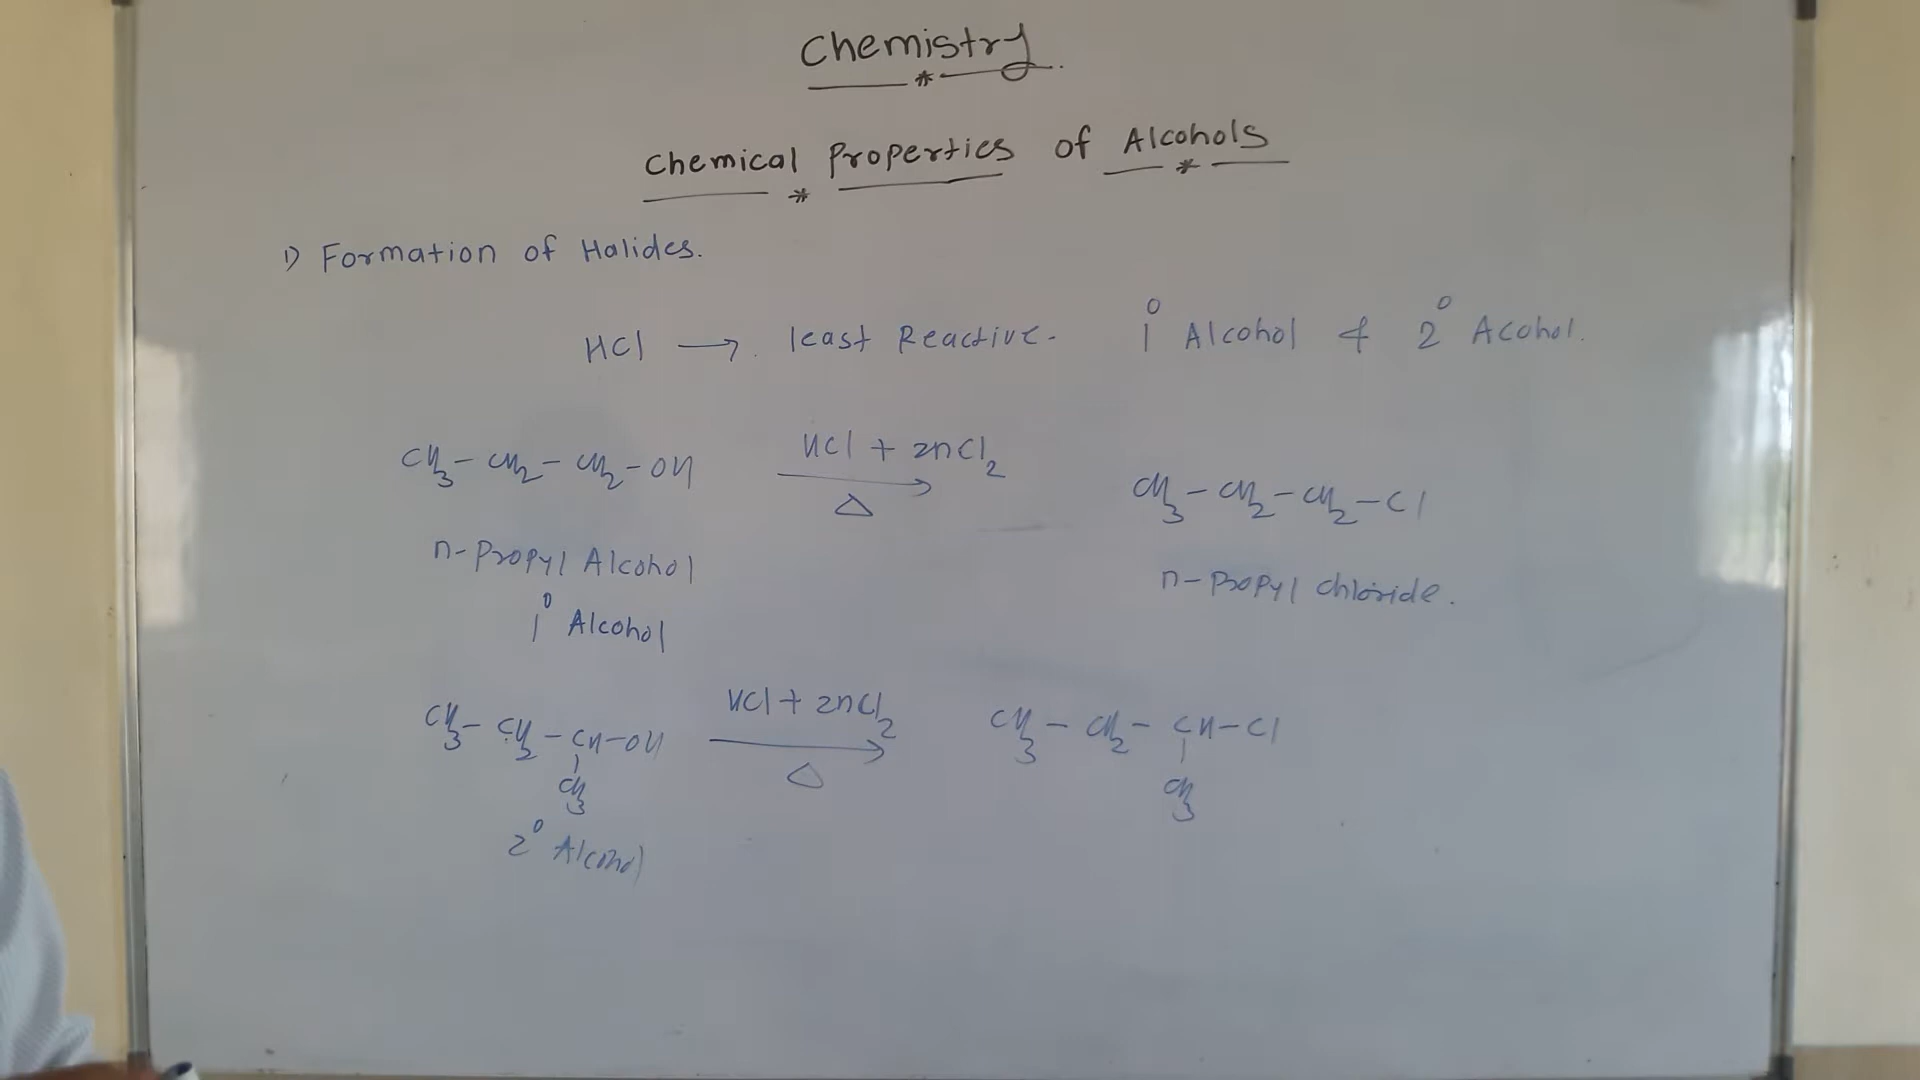 Chemistry
Chemical Properties of Alcohols
1) Formation of Halides.
HCl → least Reactive. 1° Alcohol & 2° Acohol.
CH3 - CH2 - CH2 - OH HCl + znCl2 → Δ CH3 - CH2 - CH2 - Cl
n-Propyl Alcohol n-propyl chloride.
1° Alcohol
CH3 - CH2 - CH - OH HCl + znCl2 → Δ CH3 - CH2 - CH - Cl
CH3 CH3
2° Alcohol